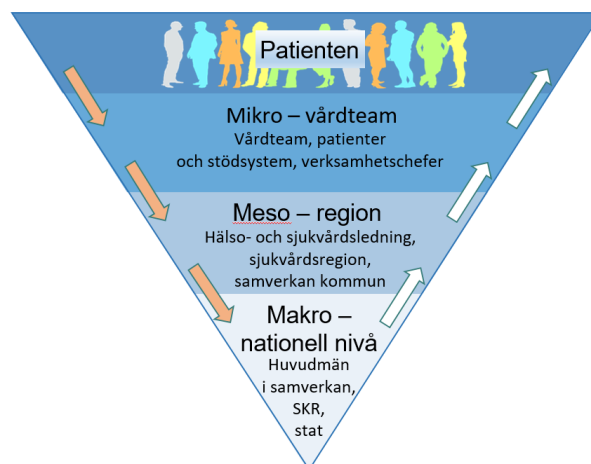 Patienten
Mikro – vårdteam
Vårdteam, patienter
och stödsystem, verksamhetschefer
Meso – region
Hälso- och sjukvårdsledning,
sjukvårdsregion,
samverkan kommun
Makro –
nationell nivå
Huvudmän
i samverkan,
SKR,
stat